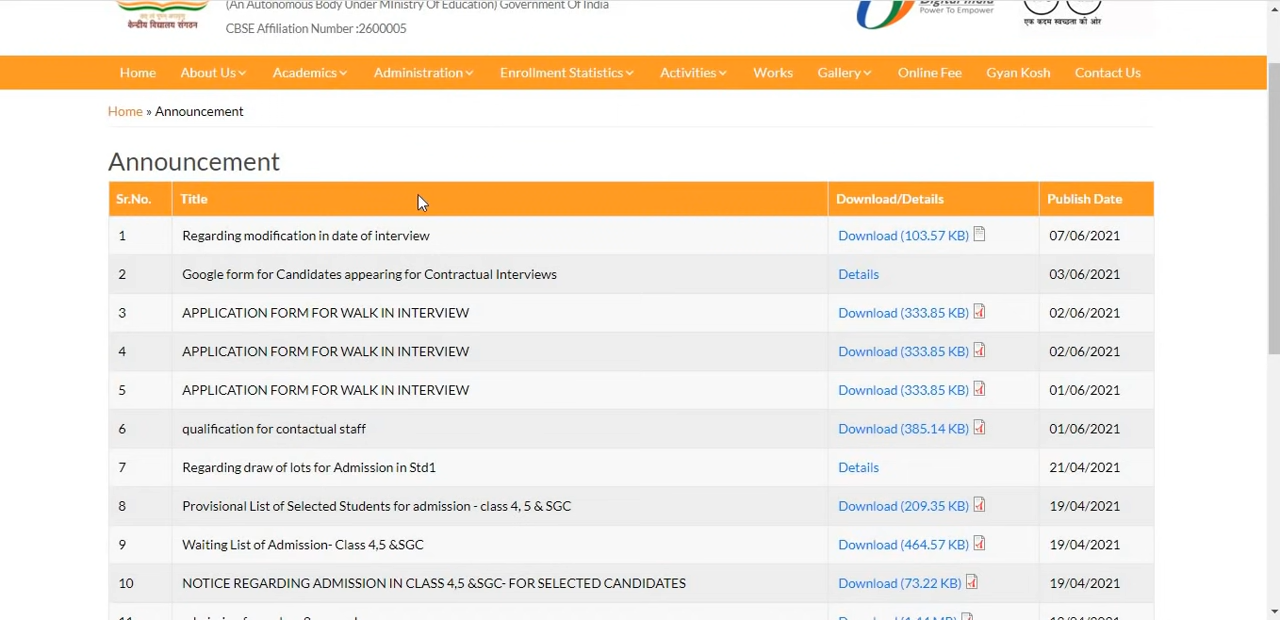 (An Autonomous Body Under MInistry Of Education) Government Of India
केन्द्रीय विद्यालय संगठन
CBSE Affiliation Number :2600005
Digital India
Power To Empower
एक कदम स्वच्छता की ओर
Home About Us Academics Administration Enrollment Statistics Activities Works Gallery Online Fee Gyan Kosh Contact Us
Home » Announcement
Announcement
Sr.No. Title Download/Details Publish Date
1 Regarding modification in date of interview Download (103.57 KB) 07/06/2021
2 Google form for Candidates appearing for Contractual Interviews Details 03/06/2021
3 APPLICATION FORM FOR WALK IN INTERVIEW Download (333.85 KB) 02/06/2021
4 APPLICATION FORM FOR WALK IN INTERVIEW Download (333.85 KB) 02/06/2021
5 APPLICATION FORM FOR WALK IN INTERVIEW Download (333.85 KB) 01/06/2021
6 qualification for contactual staff Download (385.14 KB) 01/06/2021
7 Regarding draw of lots for Admission in Std1 Details 21/04/2021
8 Provisional List of Selected Students for admission - class 4, 5 & SGC Download (209.35 KB) 19/04/2021
9 Waiting List of Admission- Class 4,5 &SGC Download (464.57 KB) 19/04/2021
10 NOTICE REGARDING ADMISSION IN CLASS 4,5 &SGC- FOR SELECTED CANDIDATES Download (73.22 KB) 19/04/2021